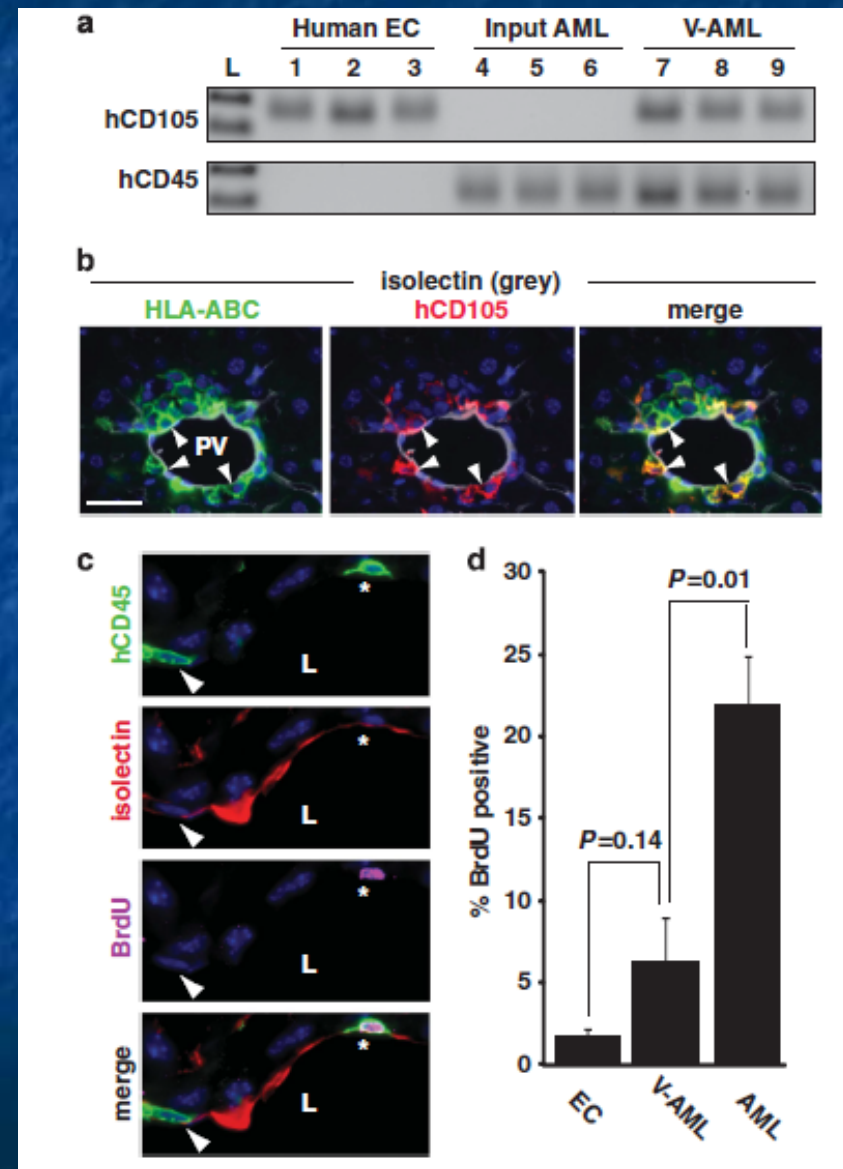 a
Human EC Input AML V-AML
L 1 2 3 4 5 6 7 8 9
hCD105
hCD45
b
isolectin (grey)
HLA-ABC hCD105 merge
PV
c
hCD45
*
L
isolectin
*
L
BrdU
*
L
merge
*
L
d
% BrdU positive
30
25
20
15
10
5
0
P=0.01
P=0.14
EC
V-AML
AML